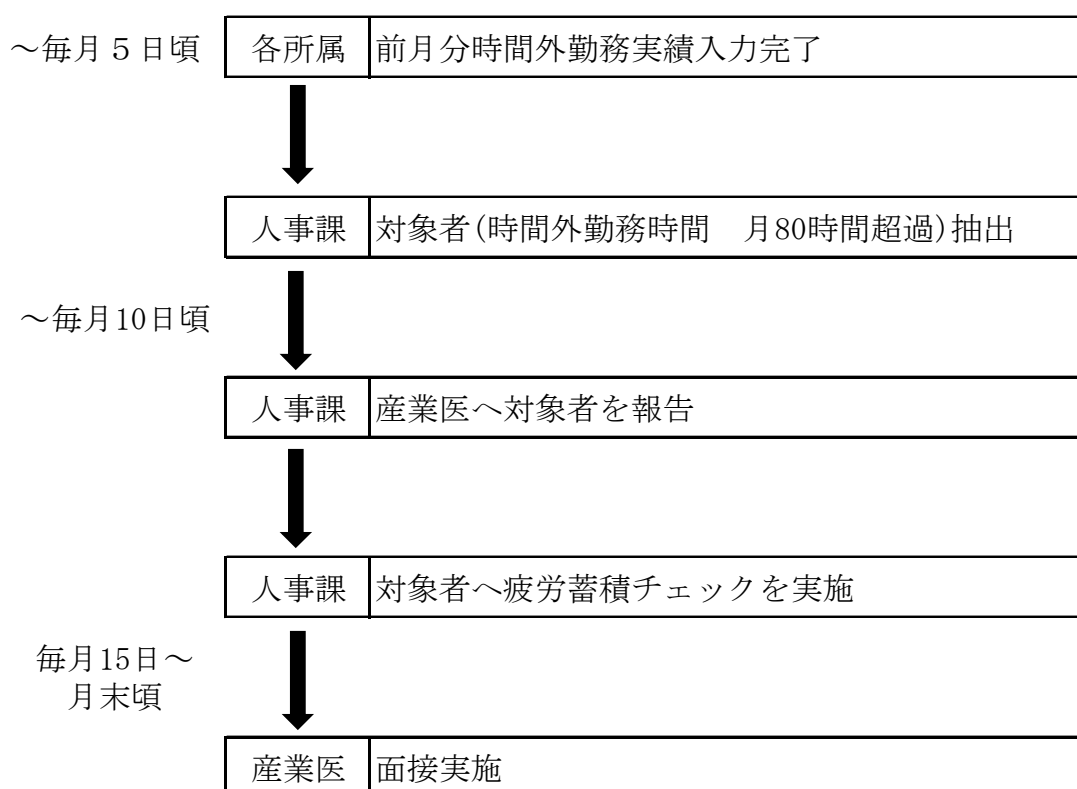 ～毎月５日頃 各所属 前月分時間外勤務実績入力完了
人事課 対象者(時間外勤務時間　月80時間超過)抽出
～毎月10日頃
人事課 産業医へ対象者を報告
人事課 対象者へ疲労蓄積チェックを実施
毎月15日～
月末頃
産業医 面接実施